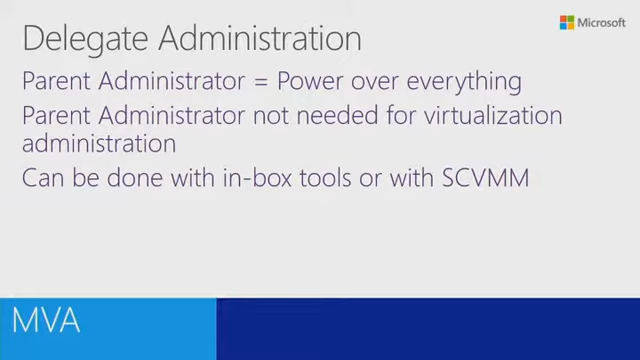 Delegate Administration
Microsoft
Parent Administrator = Power over everything
Parent Administrator not needed for virtualization
administration
Can be done with in-box tools or with SCVMM
MVA